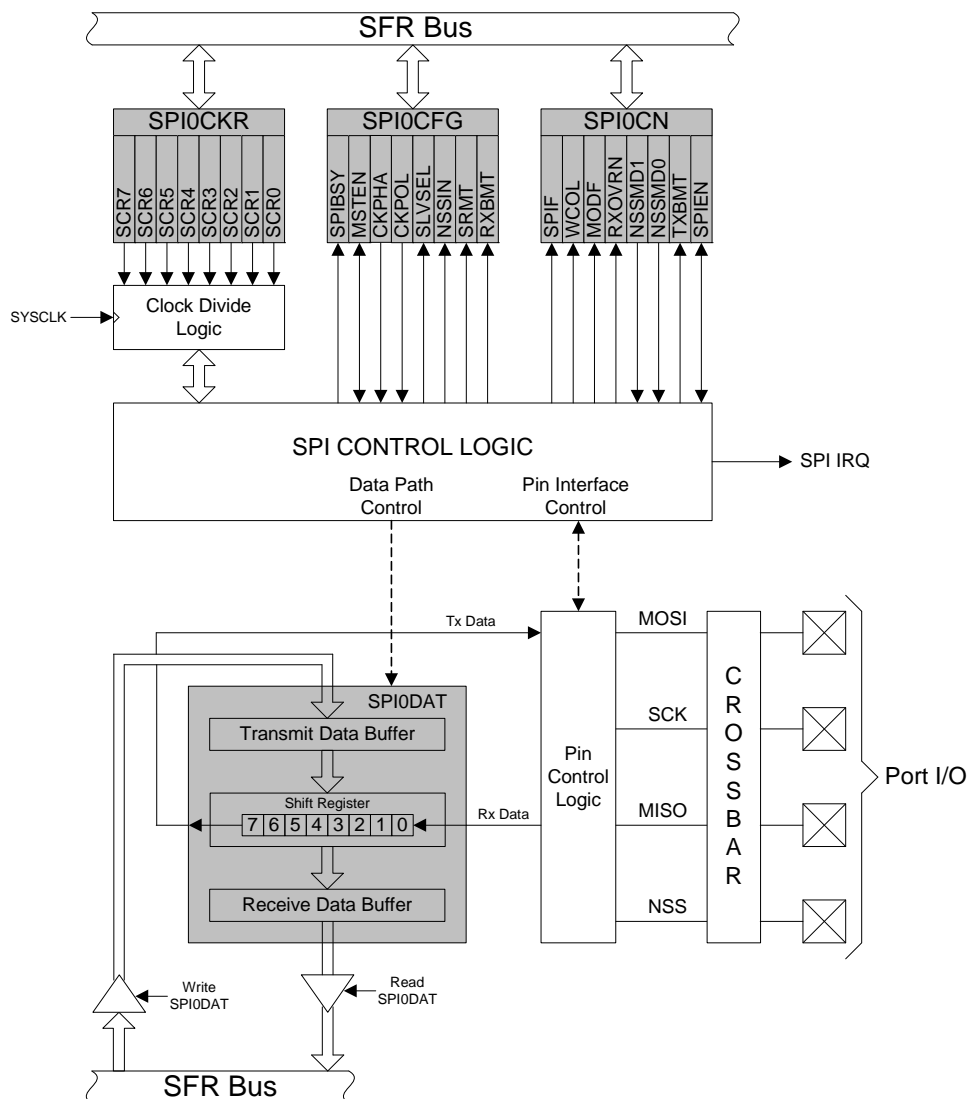 SFR Bus
SPI0CKR
SCR7
SCR6
SCR5
SCR4
SCR3
SCR2
SCR1
SCR0
SPI0CFG
SPIBSY
MSTEN
CKPHA
CKPOL
SLVSEL
NSSIN
SRMT
RXBMT
SPI0CN
SPIF
WCOL
MODF
RXOVRN
NSSMD1
NSSMD0
TXBMT
SPIEN
SYSCLK
Clock Divide
Logic
SPI CONTROL LOGIC
Data Path
Control
Pin Interface
Control
SPI IRQ
Tx Data
SPI0DAT
Transmit Data Buffer
Shift Register
7 6 5 4 3 2 1 0
Rx Data
Receive Data Buffer
Pin
Control
Logic
MOSI
SCK
MISO
NSS
CROSSBAR
Port I/O
Write
SPI0DAT
Read
SPI0DAT
SFR Bus